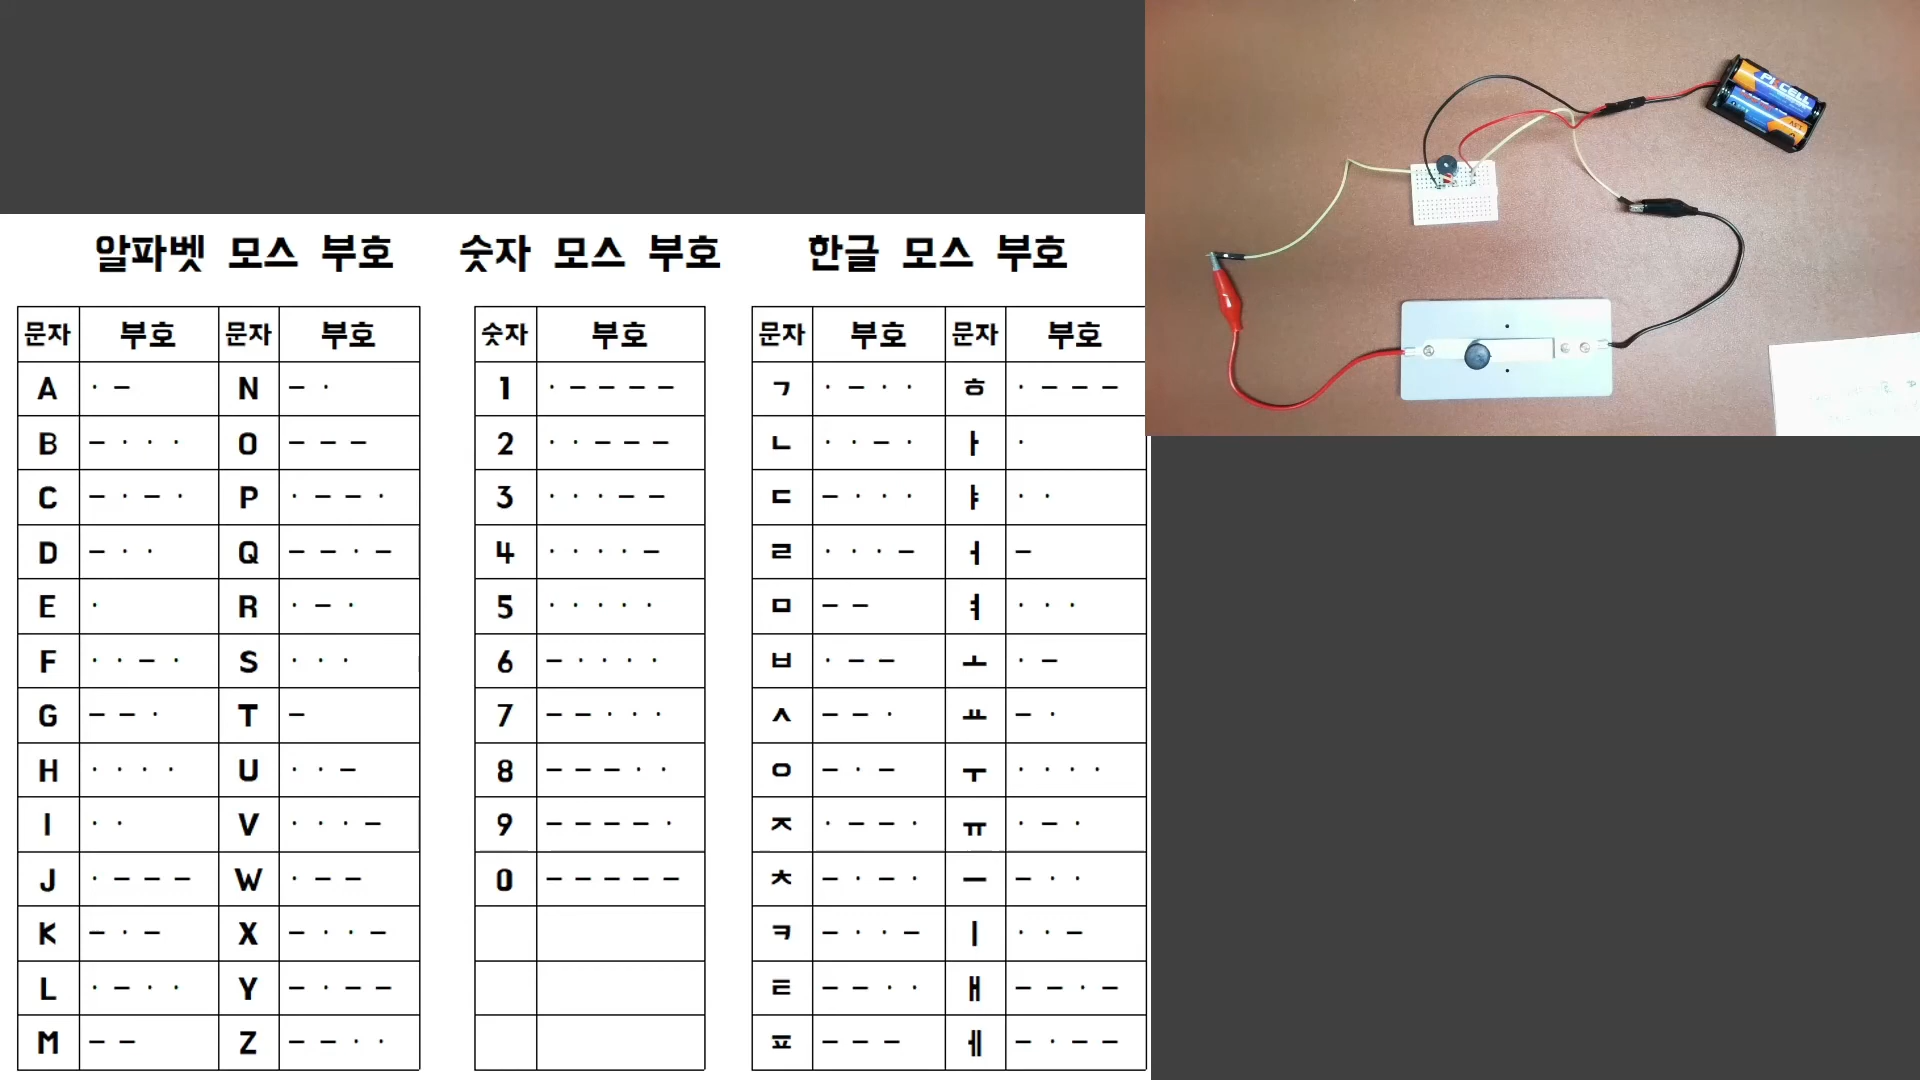 알파벳 모스 부호
숫자 모스 부호
한글 모스 부호
문자 부호 문자 부호
A · – N – ·
B – · · · O – – –
C – · – · P · – – ·
D – · · Q – – · –
E · R · – ·
F · · – · S · · ·
G – – · T –
H · · · · U · · –
I · · V · · · –
J · – – – W · – –
K – · – X – · · –
L · – · · Y – · – –
M – – Z – – · ·
숫자 부호
1 · – – – –
2 · · – – –
3 · · · – –
4 · · · · –
5 · · · · ·
6 – · · · ·
7 – – · · ·
8 – – – · ·
9 – – – – ·
0 – – – – –
문자 부호 문자 부호
ㄱ · – · · ㅎ · – – –
ㄴ · · – · ㅏ ·
ㄷ – · · · ㅑ · ·
ㄹ · · · – ㅓ –
ㅁ – – ㅕ · · ·
ㅂ · – – ㅗ · –
ㅅ – – · ㅛ – ·
ㅇ – · – ㅜ · · · ·
ㅈ · – – · ㅠ · – ·
ㅊ – · – · ㅡ – · ·
ㅋ – · · – ㅣ · · –
ㅌ – – · · ㅐ – – · –
ㅍ – – – ㅔ – · – –
PKCELL